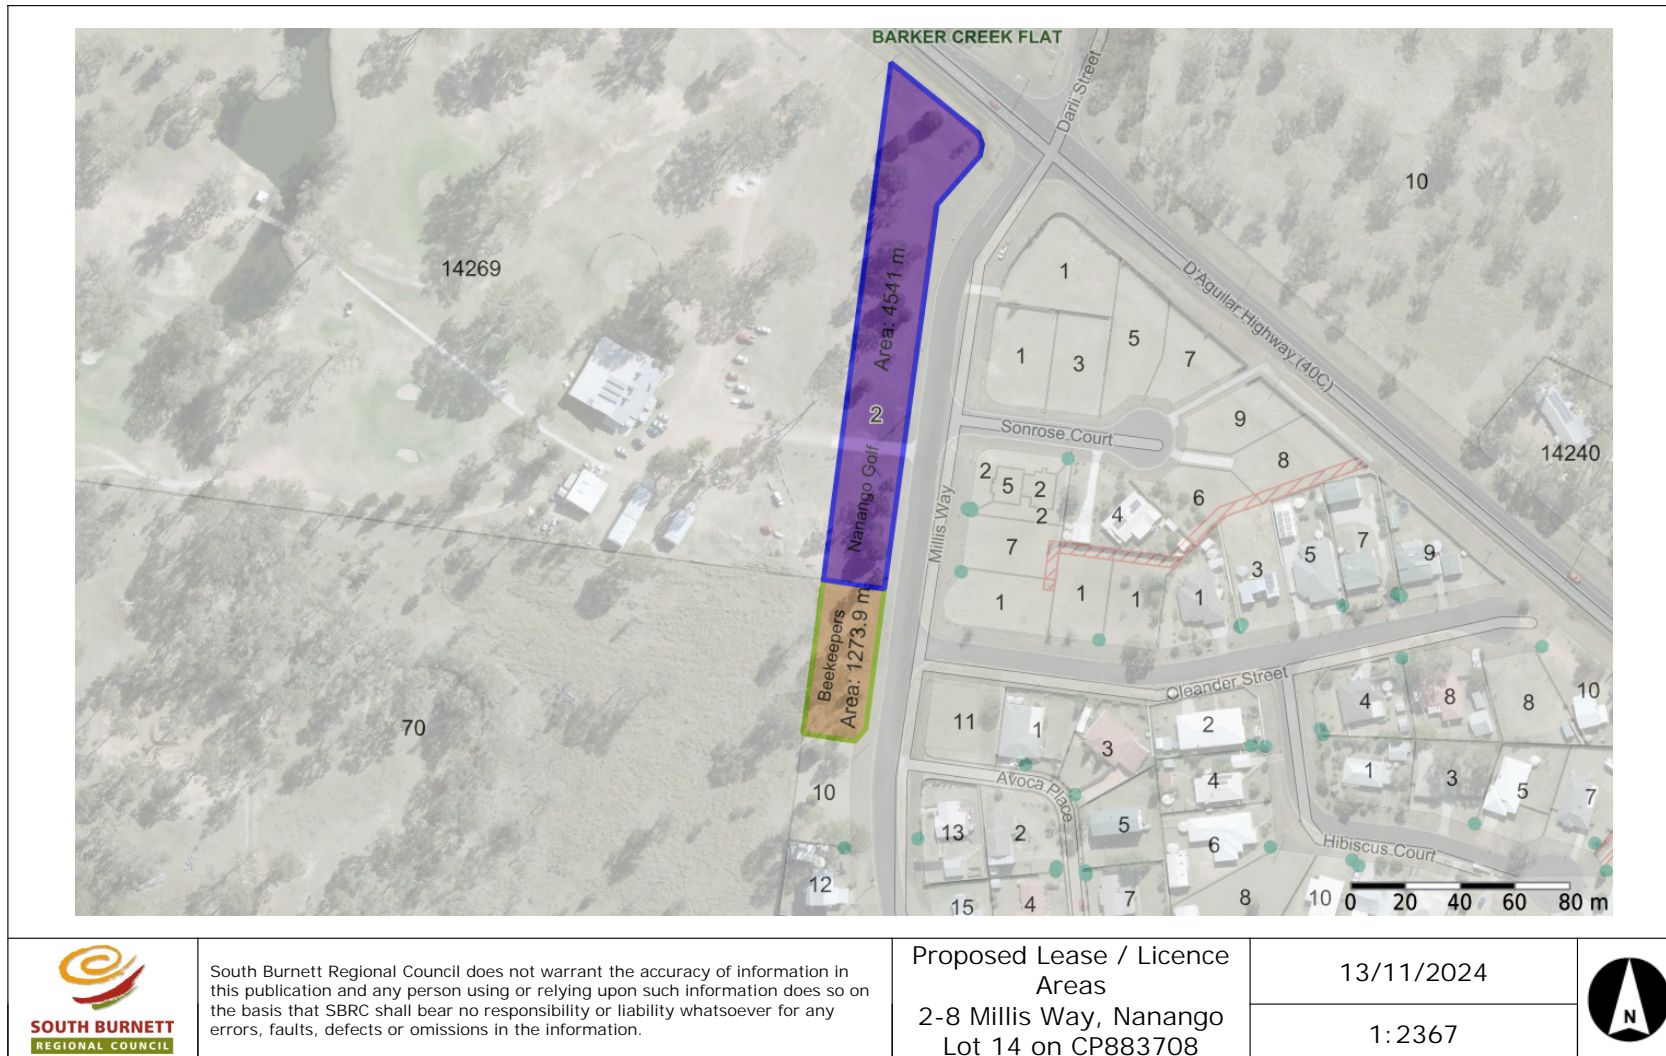 BARKER CREEK FLAT
Darli Street
10
14269
1
D'Aguilar Highway (40C)
Area: 4541 m
5
1
3
7
2
9
Sonrose Court
14240
8
Nanango Golf
2
5
2
2
6
4
Millis Way
7
7
5
9
3
1
1
1
1
Beekeepers
Area: 1273.9 m
Oleander Street
4
8
8
10
11
1
2
70
3
1
3
5
7
Avoca Place
4
10
13
2
5
6
Hibiscus Court
12
15
4
7
8
10
0 20 40 60 80 m
SOUTH BURNETT
REGIONAL COUNCIL
South Burnett Regional Council does not warrant the accuracy of information in
this publication and any person using or relying upon such information does so on
the basis that SBRC shall bear no responsibility or liability whatsoever for any
errors, faults, defects or omissions in the information.
Proposed Lease / Licence
Areas
2-8 Millis Way, Nanango
Lot 14 on CP883708
13/11/2024
1:2367
N